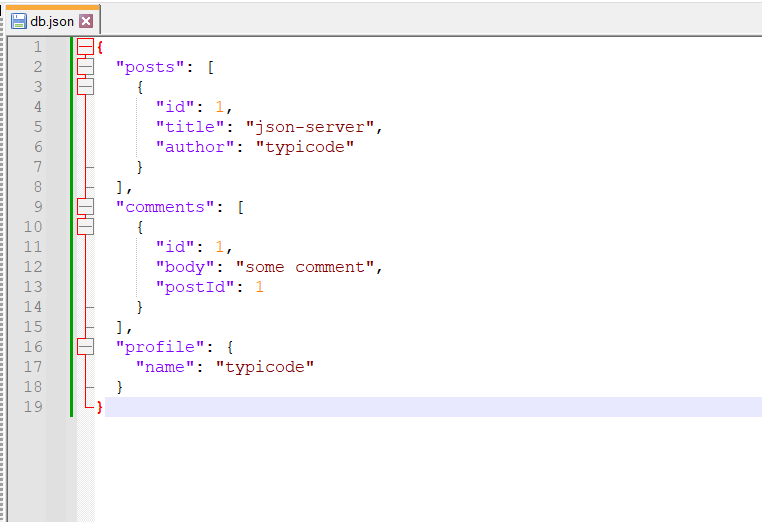 db.json
1 {
2   "posts": [
3     {
4       "id": 1,
5       "title": "json-server",
6       "author": "typicode"
7     }
8   ],
9   "comments": [
10     {
11       "id": 1,
12       "body": "some comment",
13       "postId": 1
14     }
15   ],
16   "profile": {
17     "name": "typicode"
18   }
19 }